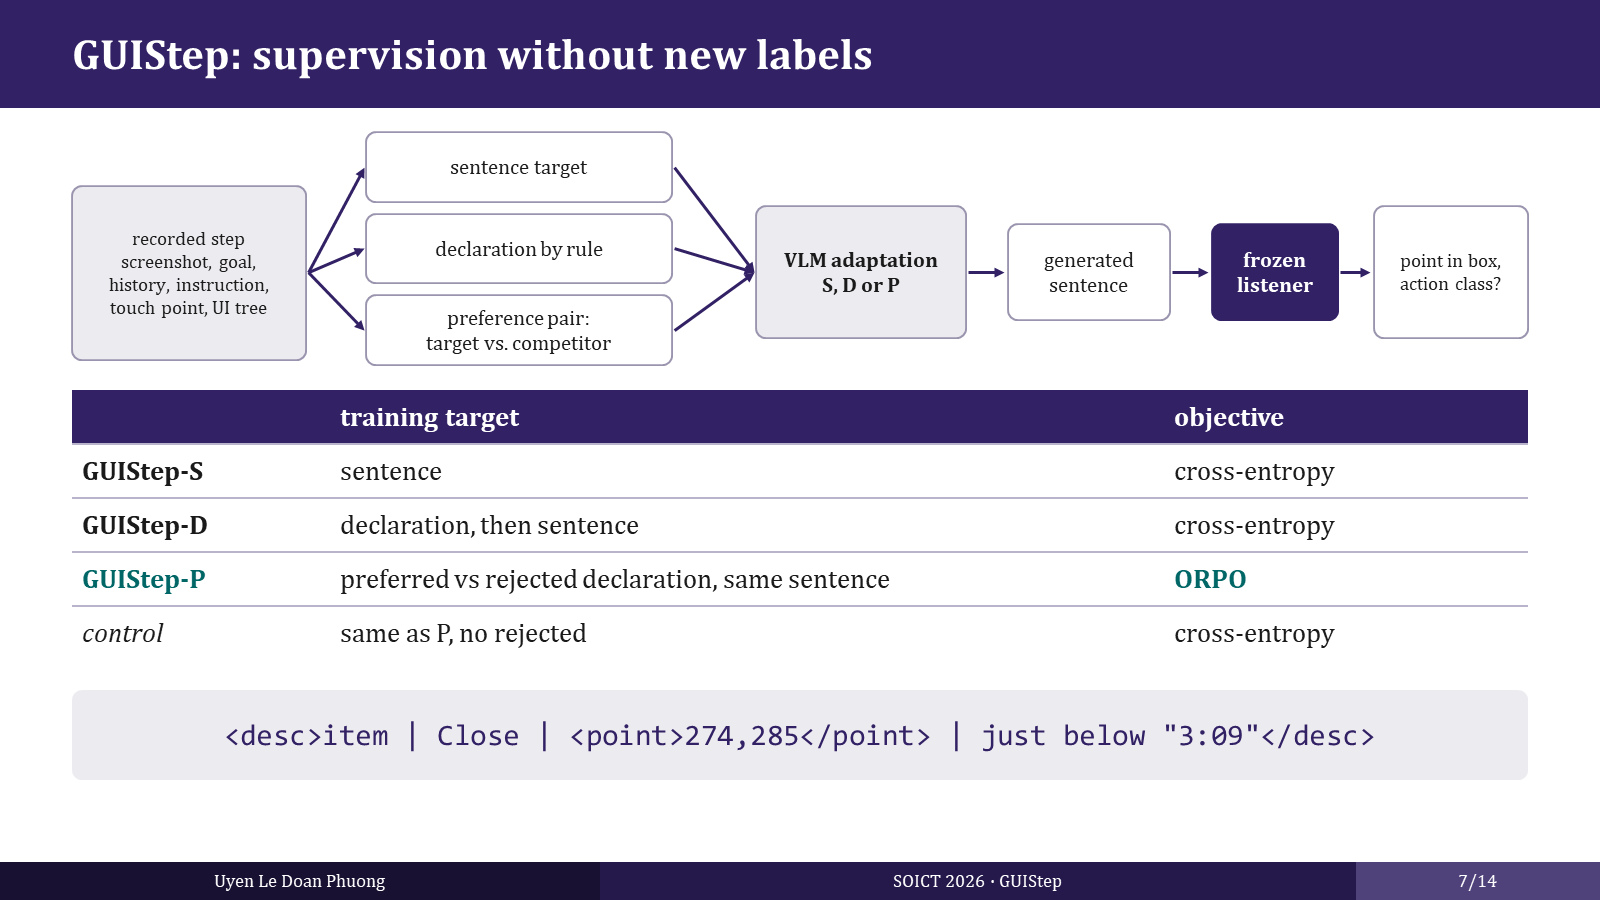 GUIStep: supervision without new labels
recorded step
screenshot, goal,
history, instruction,
touch point, UI tree
sentence target
declaration by rule
preference pair:
target vs. competitor
VLM adaptation
S, D or P
generated
sentence
frozen
listener
point in box,
action class?
training target objective
GUIStep-S sentence cross-entropy
GUIStep-D declaration, then sentence cross-entropy
GUIStep-P preferred vs rejected declaration, same sentence ORPO
control same as P, no rejected cross-entropy
<desc>item | Close | <point>274,285</point> | just below "3:09"</desc>
Uyen Le Doan Phuong SOICT 2026 · GUIStep 7/14